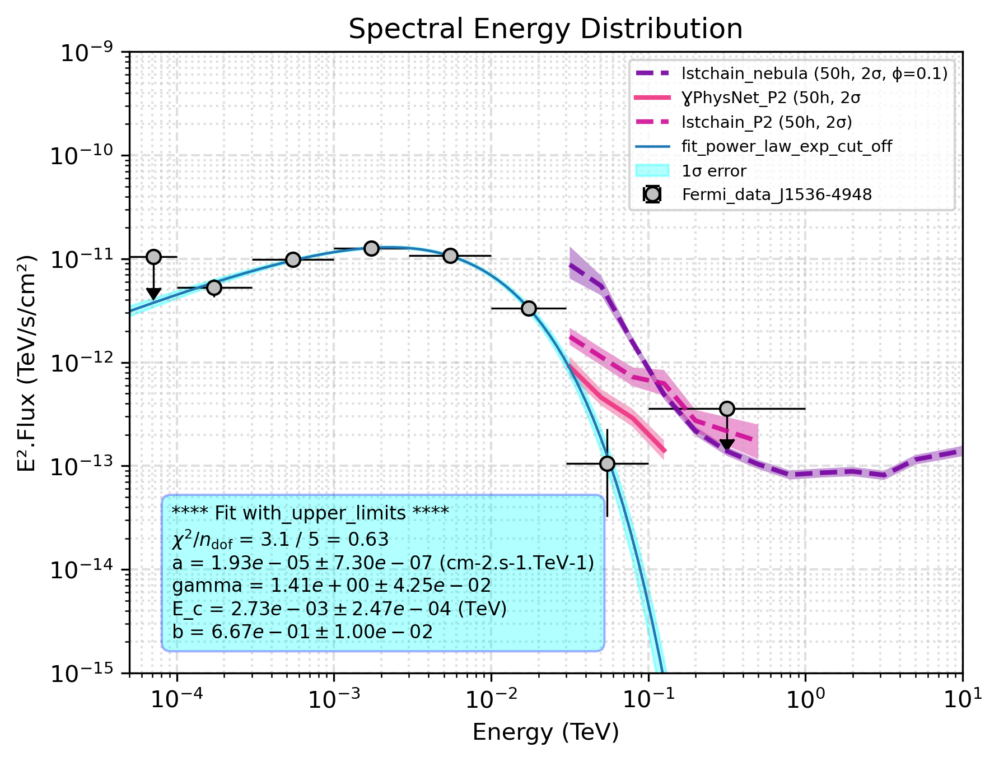 Spectral Energy Distribution
10⁻⁹
10⁻¹⁰
10⁻¹¹
10⁻¹²
10⁻¹³
10⁻¹⁴
10⁻¹⁵
E².Flux (TeV/s/cm²)
lstchain_nebula (50h, 2σ, ϕ=0.1)
ƔPhysNet_P2 (50h, 2σ
lstchain_P2 (50h, 2σ)
fit_power_law_exp_cut_off
1σ error
Fermi_data_J1536-4948
**** Fit with_upper_limits ****
χ²/n_dof = 3.1 / 5 = 0.63
a = 1.93e − 05 ± 7.30e − 07 (cm-2.s-1.TeV-1)
gamma = 1.41e + 00 ± 4.25e − 02
E_c = 2.73e − 03 ± 2.47e − 04 (TeV)
b = 6.67e − 01 ± 1.00e − 02
10⁻⁴ 10⁻³ 10⁻² 10⁻¹ 10⁰ 10¹
Energy (TeV)